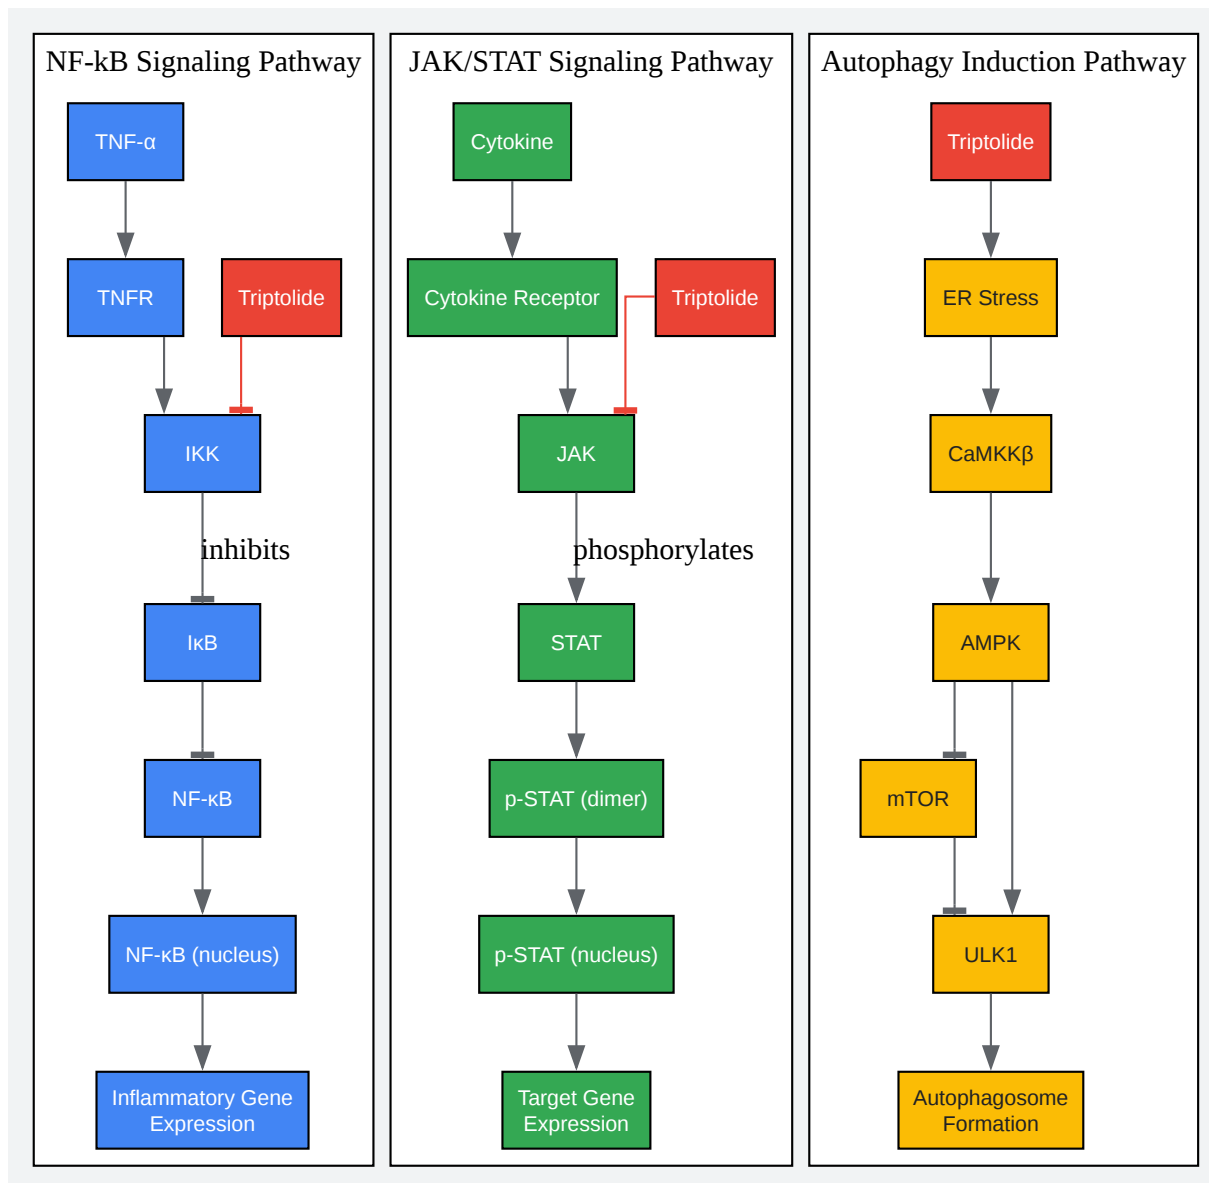 NF-kB Signaling Pathway
TNF-α
TNFR
Triptolide
IKK
inhibits
IκB
NF-κB
NF-κB (nucleus)
Inflammatory Gene
Expression
JAK/STAT Signaling Pathway
Cytokine
Cytokine Receptor
Triptolide
JAK
phosphorylates
STAT
p-STAT (dimer)
p-STAT (nucleus)
Target Gene
Expression
Autophagy Induction Pathway
Triptolide
ER Stress
CaMKKβ
AMPK
mTOR
ULK1
Autophagosome
Formation